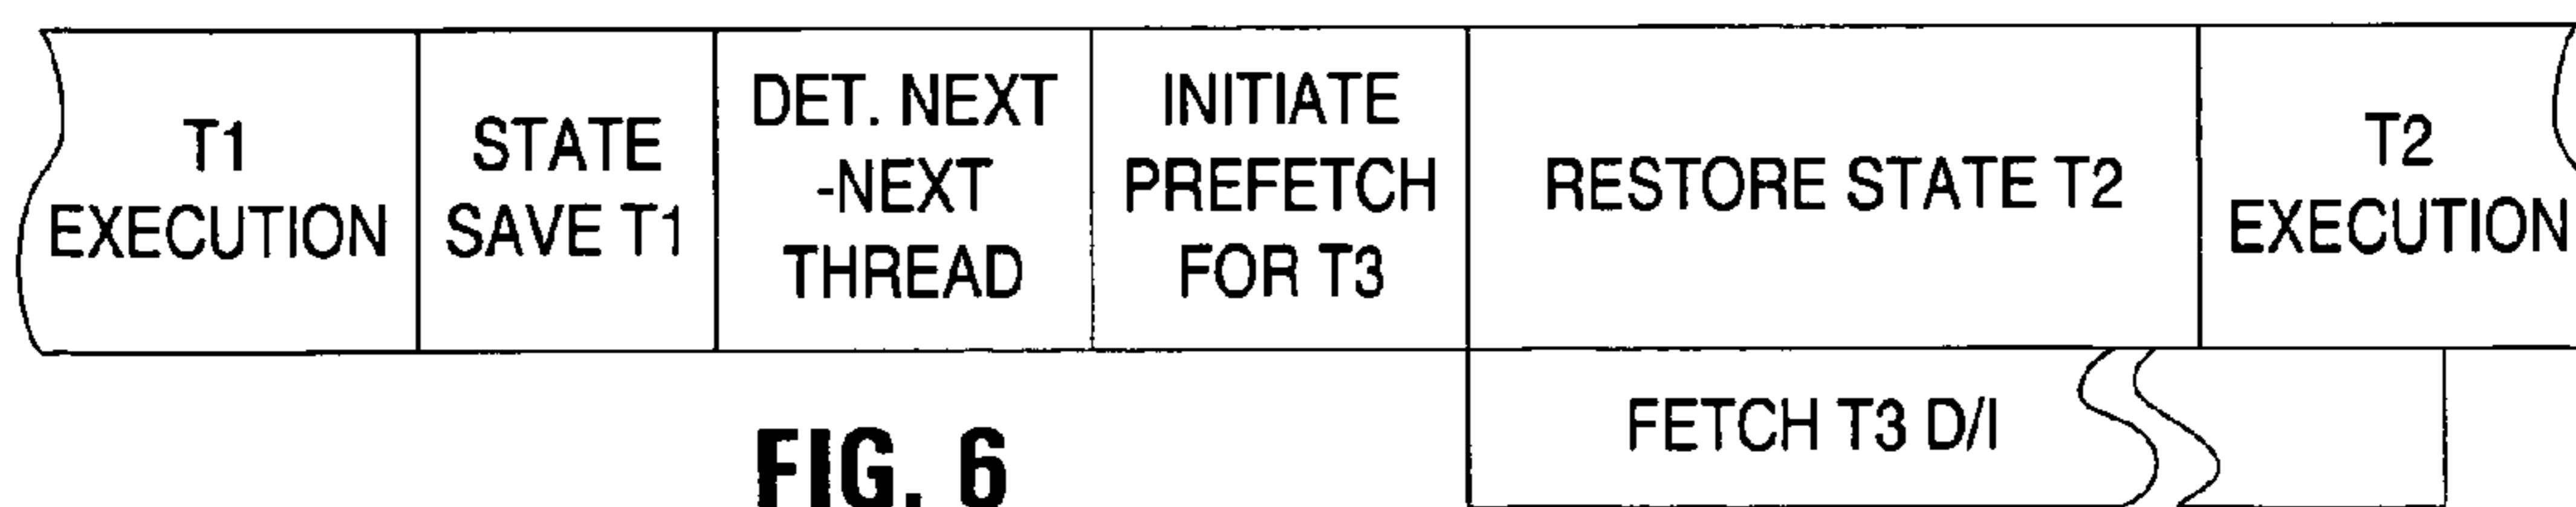 T1
EXECUTION
STATE
SAVE T1
DET. NEXT
-NEXT
THREAD
INITIATE
PREFETCH
FOR T3
RESTORE STATE T2
T2
EXECUTION
FETCH T3 D/I
FIG. 6